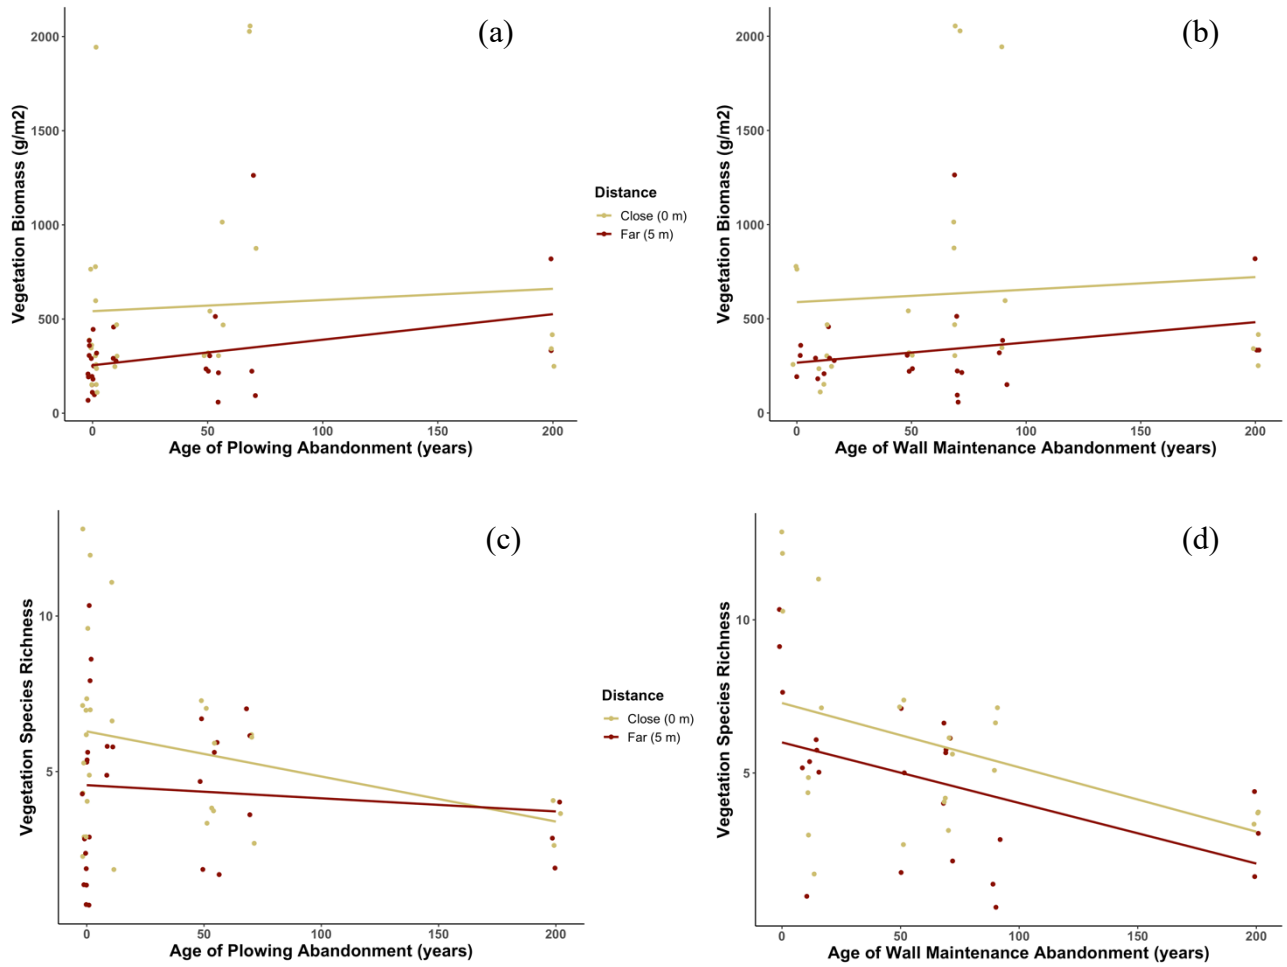 (a)
Vegetation Biomass (g/m2)
2000
1500
1000
500
0
0 50 100 150 200
Age of Plowing Abandonment (years)
Distance
Close (0 m)
Far (5 m)
(b)
Vegetation Biomass (g/m2)
2000
1500
1000
500
0
0 50 100 150 200
Age of Wall Maintenance Abandonment (years)
(c)
Vegetation Species Richness
10
5
0 50 100 150 200
Age of Plowing Abandonment (years)
Distance
Close (0 m)
Far (5 m)
(d)
Vegetation Species Richness
10
5
0 50 100 150 200
Age of Wall Maintenance Abandonment (years)